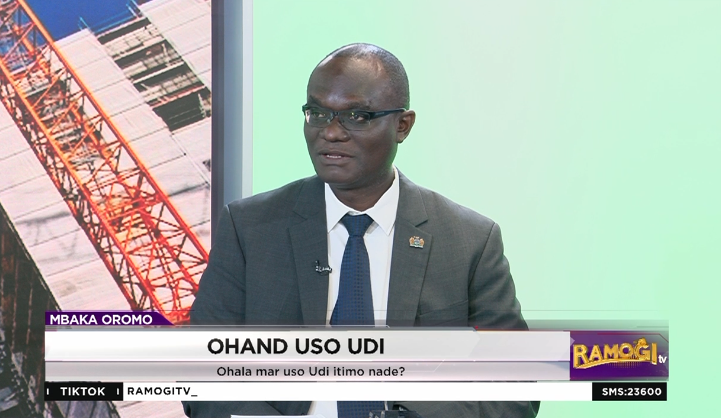 MBAKA OROMO
OHAND USO UDI
Ohala mar uso Udi itimo nade?
RAMOGI tv
TIKTOK RAMOGITV_
SMS:23600